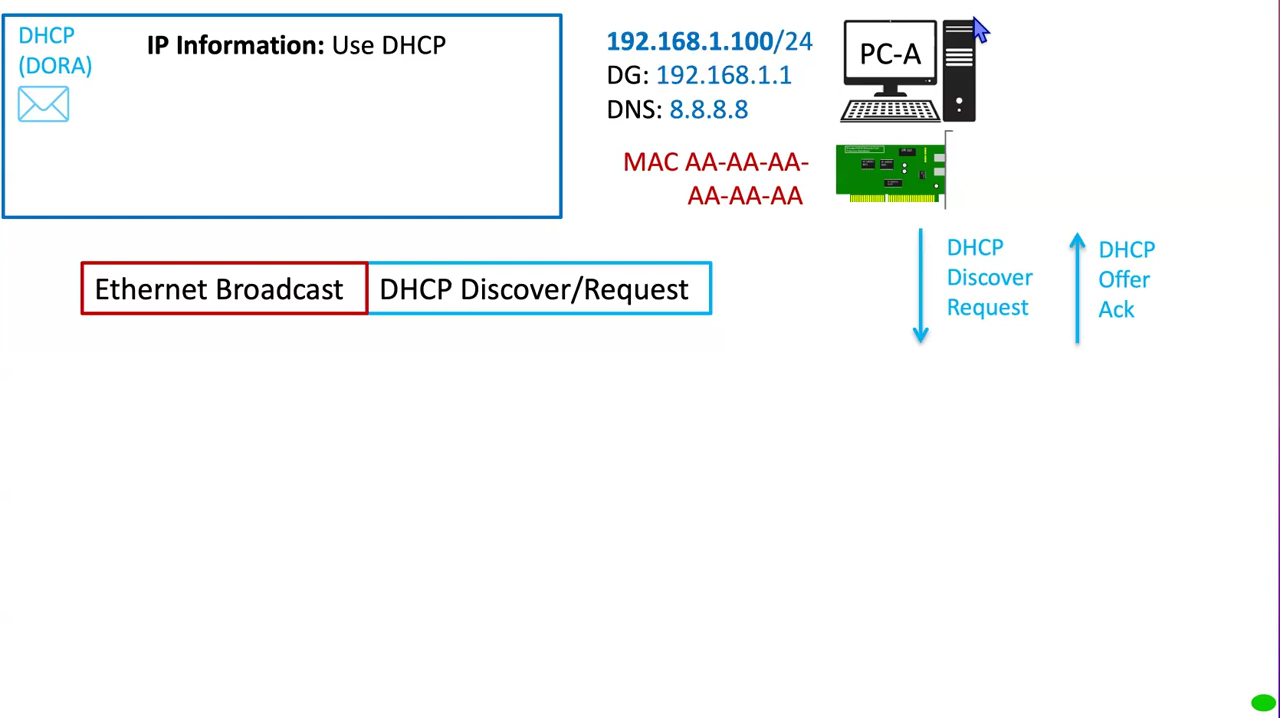 DHCP
(DORA)
IP Information: Use DHCP
192.168.1.100/24
DG: 192.168.1.1
DNS: 8.8.8.8
PC-A
MAC AA-AA-AA-
AA-AA-AA
Ethernet Broadcast
DHCP Discover/Request
DHCP
Discover
Request
DHCP
Offer
Ack